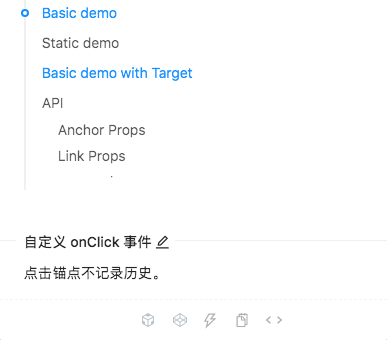 Basic demo
Static demo
Basic demo with Target
API
Anchor Props
Link Props
自定义 onClick 事件
点击锚点不记录历史。